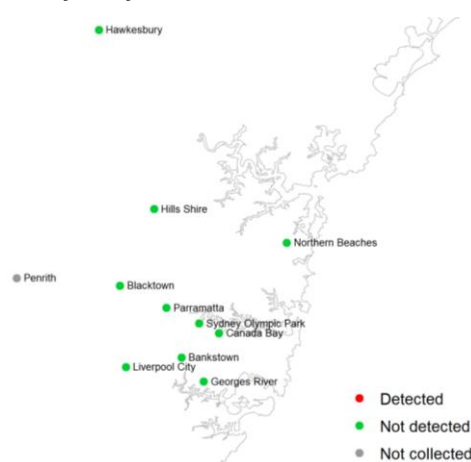 Hawkesbury
Hills Shire
Northern Beaches
Penrith
Blacktown
Parramatta
Sydney Olympic Park
Canada Bay
Bankstown
Liverpool City
Georges River
Detected
Not detected
Not collected